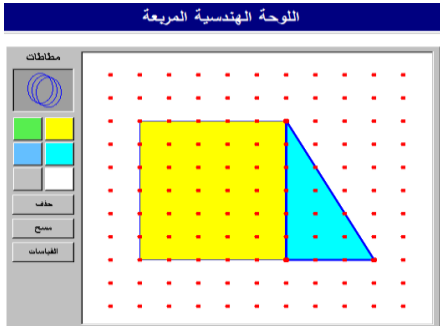 اللوحة الهندسية المربعة
مطاطات
حذف
مسح
القياسات